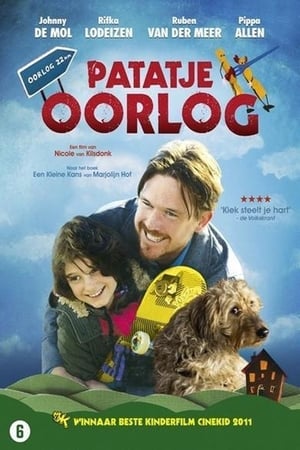 Johnny DE MOL
Rifka LODEIZEN
Ruben VAN DER MEER
Pippa ALLEN
OORLOG 22KM
PATATJE
OORLOG
Een film van
Nicole van Kilsdonk
Naar het boek
Een Kleine Kans van Marjolijn Hof
★★★★
"Kiek steelt je hart"
- de Volkskrant
6
WINNAAR BESTE KINDERFILM CINEKID 2011